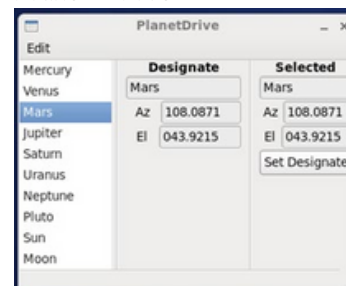 PlanetDrive
Edit
Mercury
Venus
Mars
Jupiter
Saturn
Uranus
Neptune
Pluto
Sun
Moon
Designate
Mars
Az 108.0871
El 043.9215
Selected
Mars
Az 108.0871
El 043.9215
Set Designate